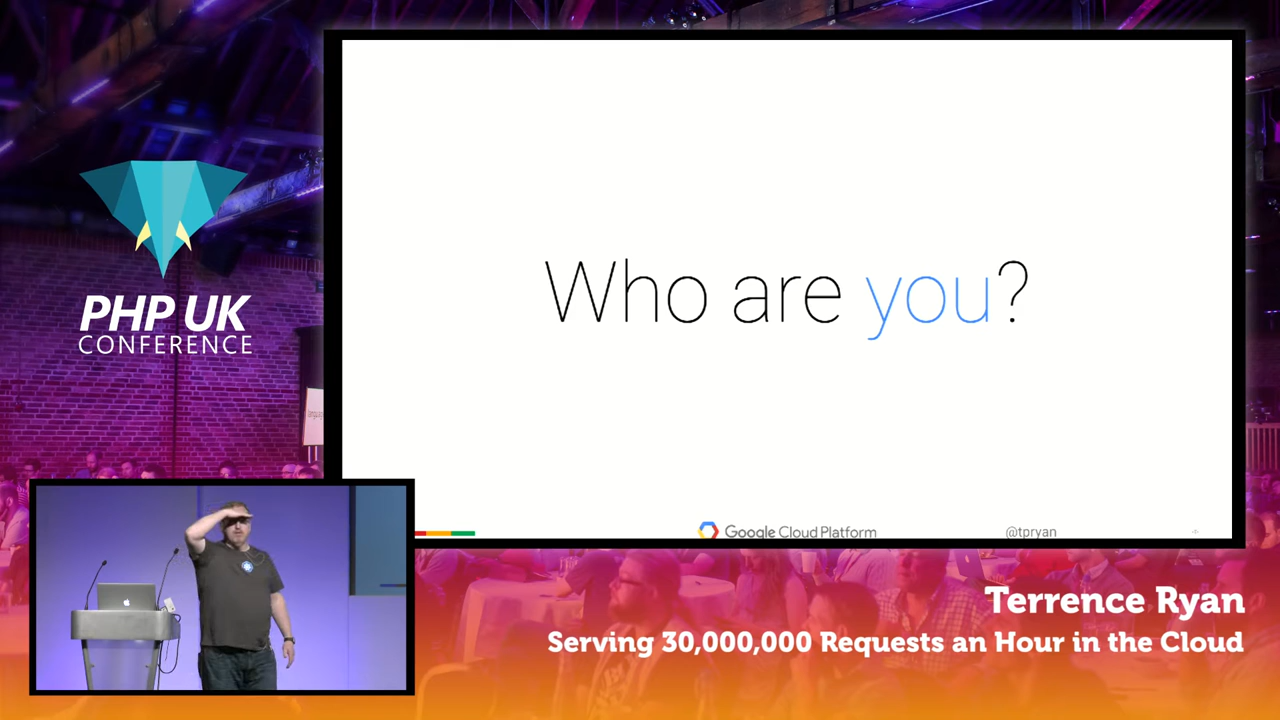 Who are you?
Google Cloud Platform
@tpryan
PHP UK
CONFERENCE
Terrence Ryan
Serving 30,000,000 Requests an Hour in the Cloud